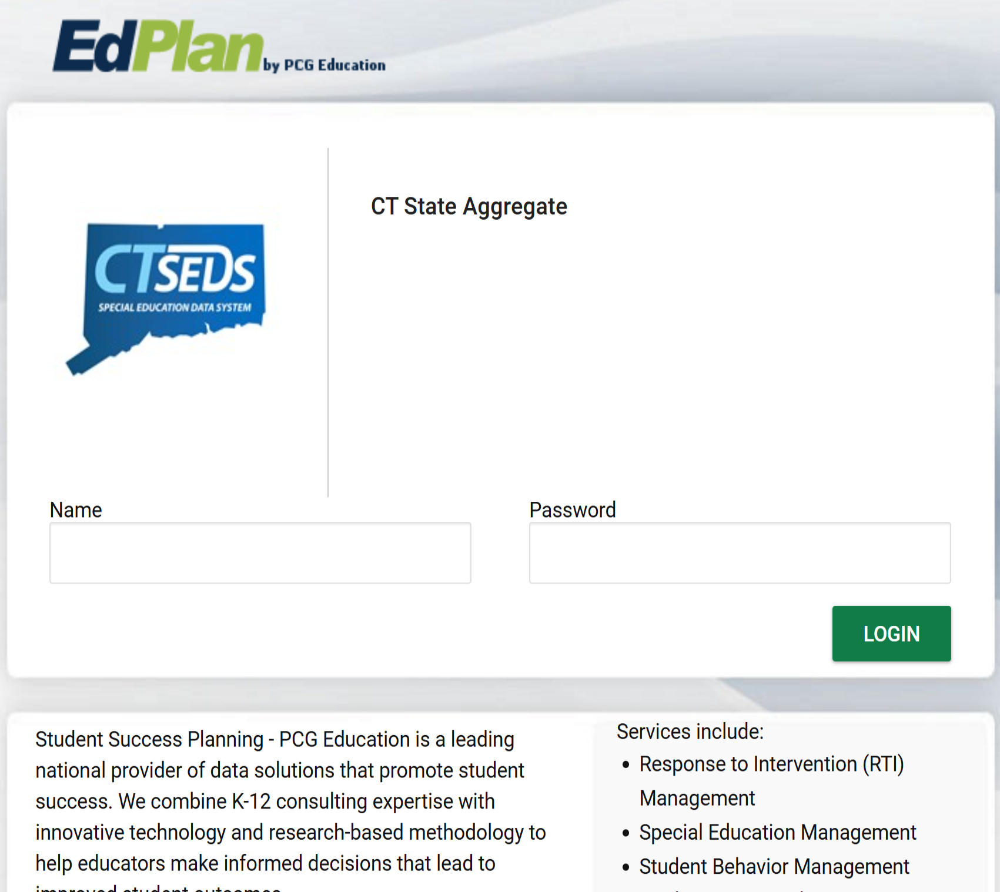 EdPlan by PCG Education
CT State Aggregate
CTSEDS
SPECIAL EDUCATION DATA SYSTEM
Name
Password
LOGIN
Student Success Planning - PCG Education is a leading
national provider of data solutions that promote student
success. We combine K-12 consulting expertise with
innovative technology and research-based methodology to
help educators make informed decisions that lead to
improved student outcomes.
Services include:
• Response to Intervention (RTI)
Management
• Special Education Management
• Student Behavior Management